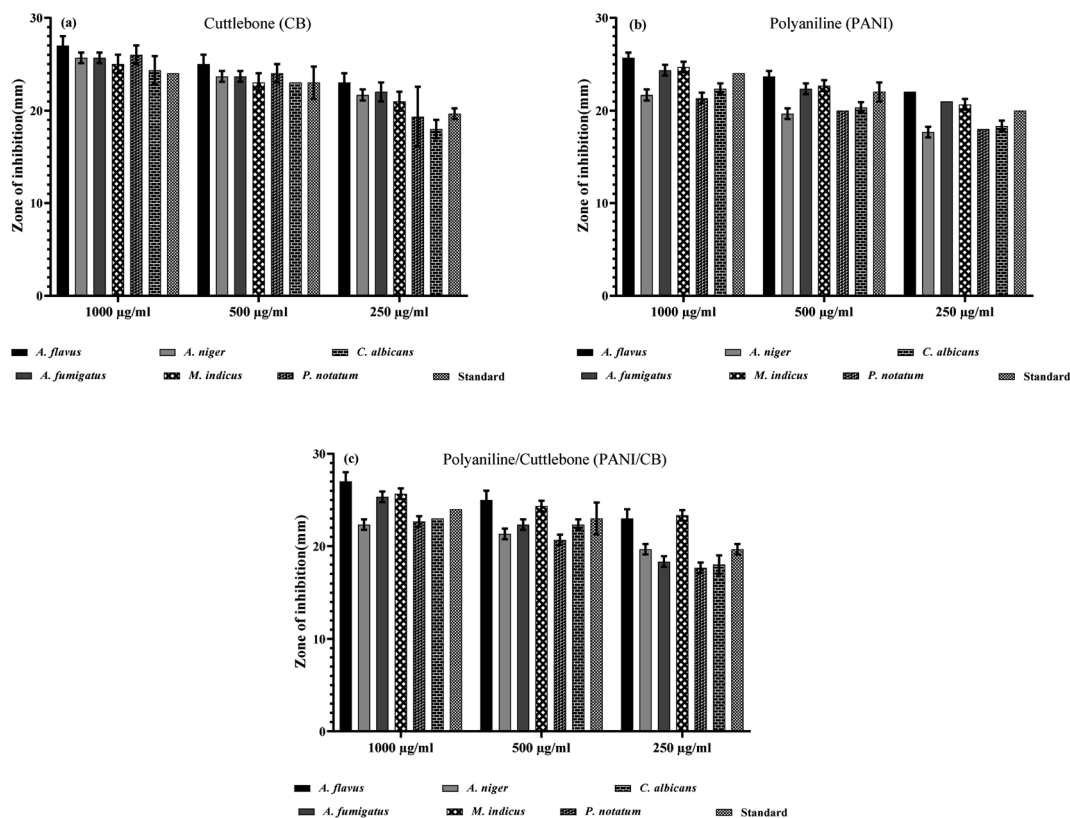 (a) Cuttlebone (CB)
Zone of inhibition(mm)
30
20
10
0
1000 µg/ml 500 µg/ml 250 µg/ml
A. flavus A. niger C. albicans
A. fumigatus M. indicus P. notatum Standard
(b) Polyaniline (PANI)
Zone of inhibition(mm)
30
20
10
0
1000 µg/ml 500 µg/ml 250 µg/ml
A. flavus A. niger C. albicans
A. fumigatus M. indicus P. notatum Standard
(c) Polyaniline/Cuttlebone (PANI/CB)
Zone of inhibition(mm)
30
20
10
0
1000 µg/ml 500 µg/ml 250 µg/ml
A. flavus A. niger C. albicans
A. fumigatus M. indicus P. notatum Standard